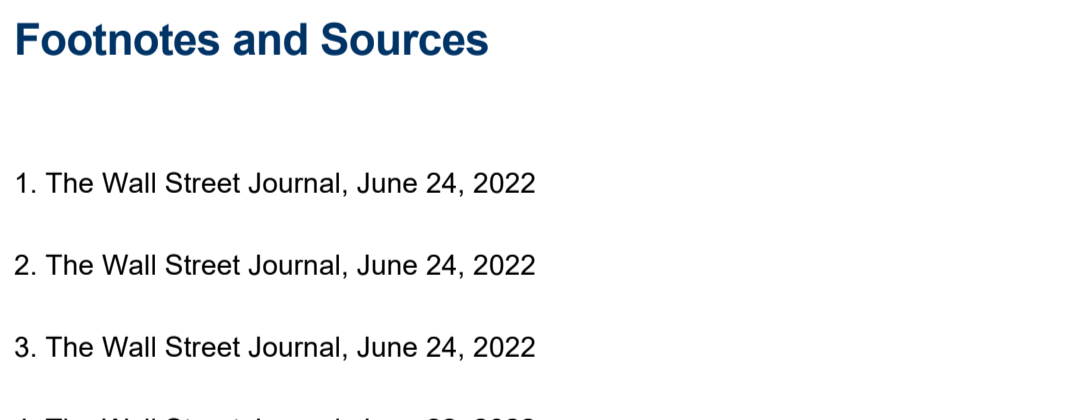 Footnotes and Sources
1. The Wall Street Journal, June 24, 2022
2. The Wall Street Journal, June 24, 2022
3. The Wall Street Journal, June 24, 2022